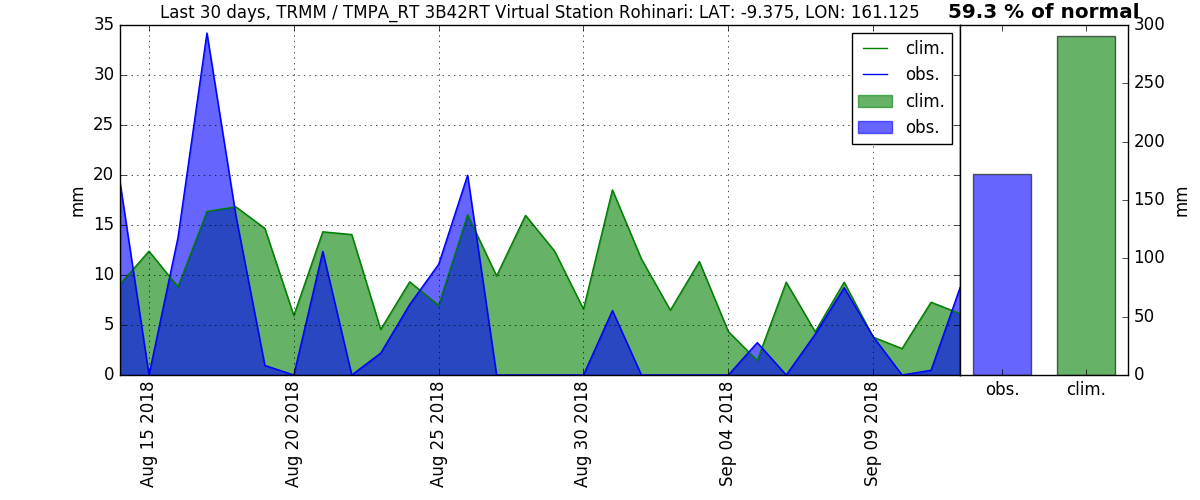 Last 30 days, TRMM / TMPA_RT 3B42RT Virtual Station Rohinari: LAT: -9.375, LON: 161.125
59.3 % of normal
35
30
25
20
15
10
5
0
mm
clim.
obs.
clim.
obs.
Aug 15 2018
Aug 20 2018
Aug 25 2018
Aug 30 2018
Sep 04 2018
Sep 09 2018
300
250
200
150
100
50
0
mm
obs.
clim.